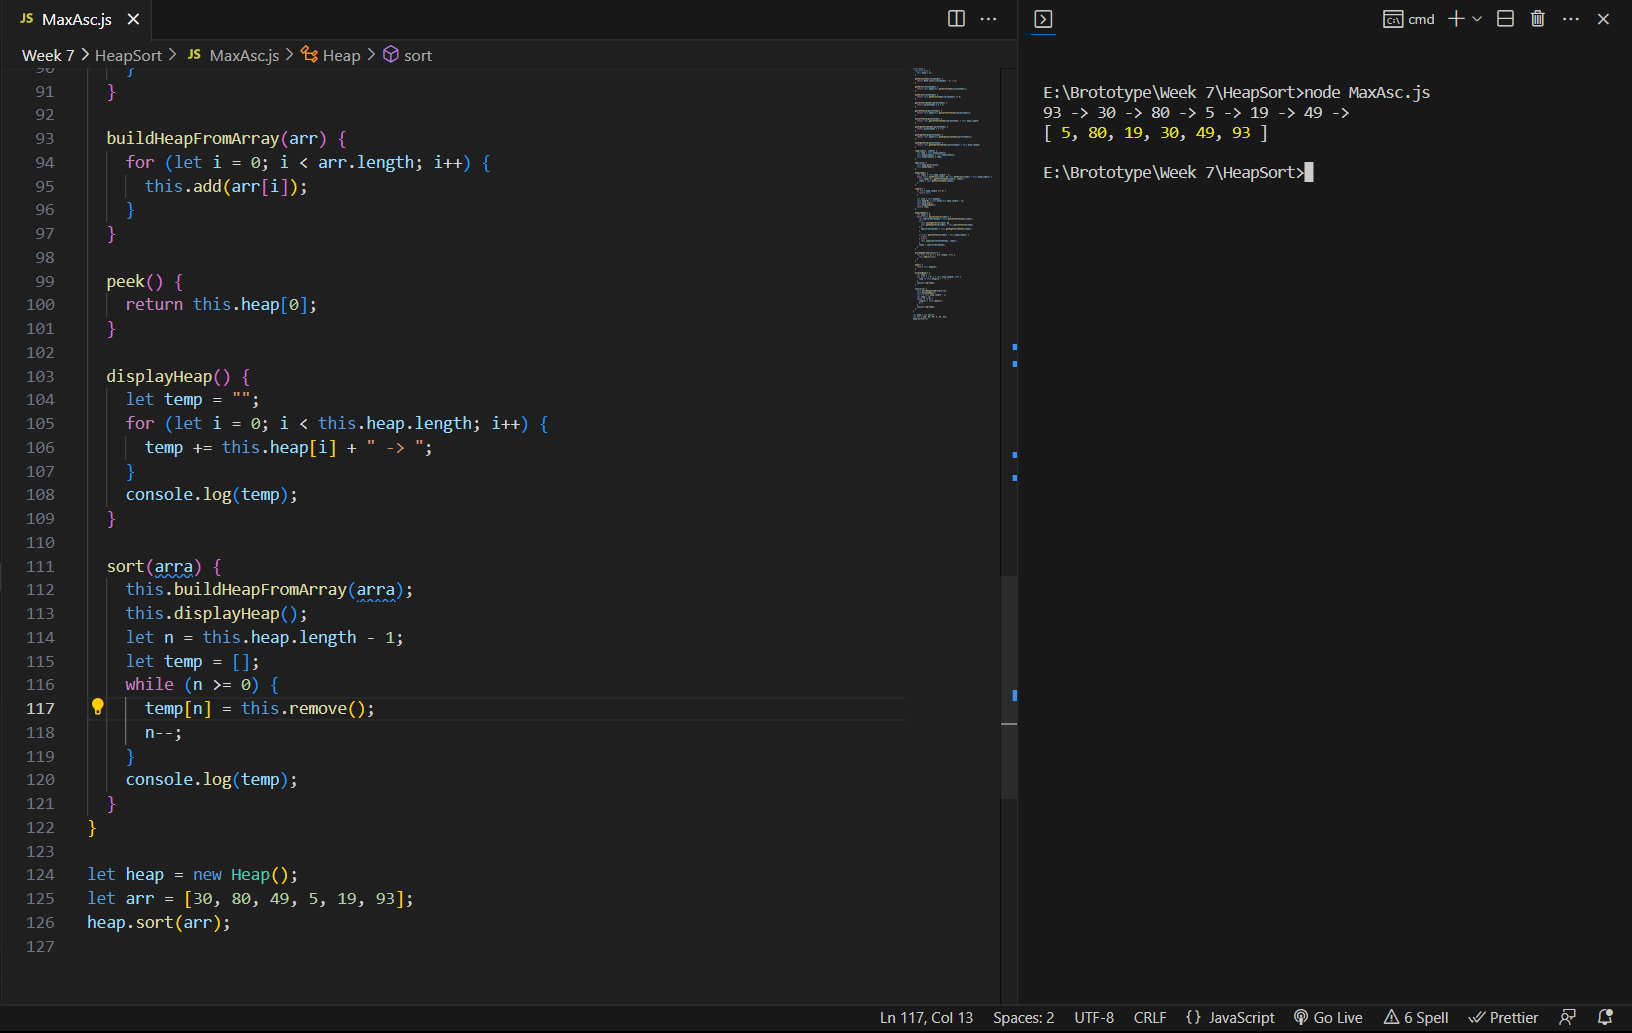 JS MaxAsc.js
Week 7 > HeapSort > JS MaxAsc.js > Heap > sort
90 }
91 }
92
93 buildHeapFromArray(arr) {
94 for (let i = 0; i < arr.length; i++) {
95 this.add(arr[i]);
96 }
97 }
98
99 peek() {
100 return this.heap[0];
101 }
102
103 displayHeap() {
104 let temp = "";
105 for (let i = 0; i < this.heap.length; i++) {
106 temp += this.heap[i] + " -> ";
107 }
108 console.log(temp);
109 }
110
111 sort(arra) {
112 this.buildHeapFromArray(arra);
113 this.displayHeap();
114 let n = this.heap.length - 1;
115 let temp = [];
116 while (n >= 0) {
117 temp[n] = this.remove();
118 n--;
119 }
120 console.log(temp);
121 }
122 }
123
124 let heap = new Heap();
125 let arr = [30, 80, 49, 5, 19, 93];
126 heap.sort(arr);
127
cmd
E:\Brototype\Week 7\HeapSort>node MaxAsc.js
93 -> 30 -> 80 -> 5 -> 19 -> 49 ->
[ 5, 80, 19, 30, 49, 93 ]
E:\Brototype\Week 7\HeapSort>
Ln 117, Col 13 Spaces: 2 UTF-8 CRLF {} JavaScript Go Live 6 Spell Prettier